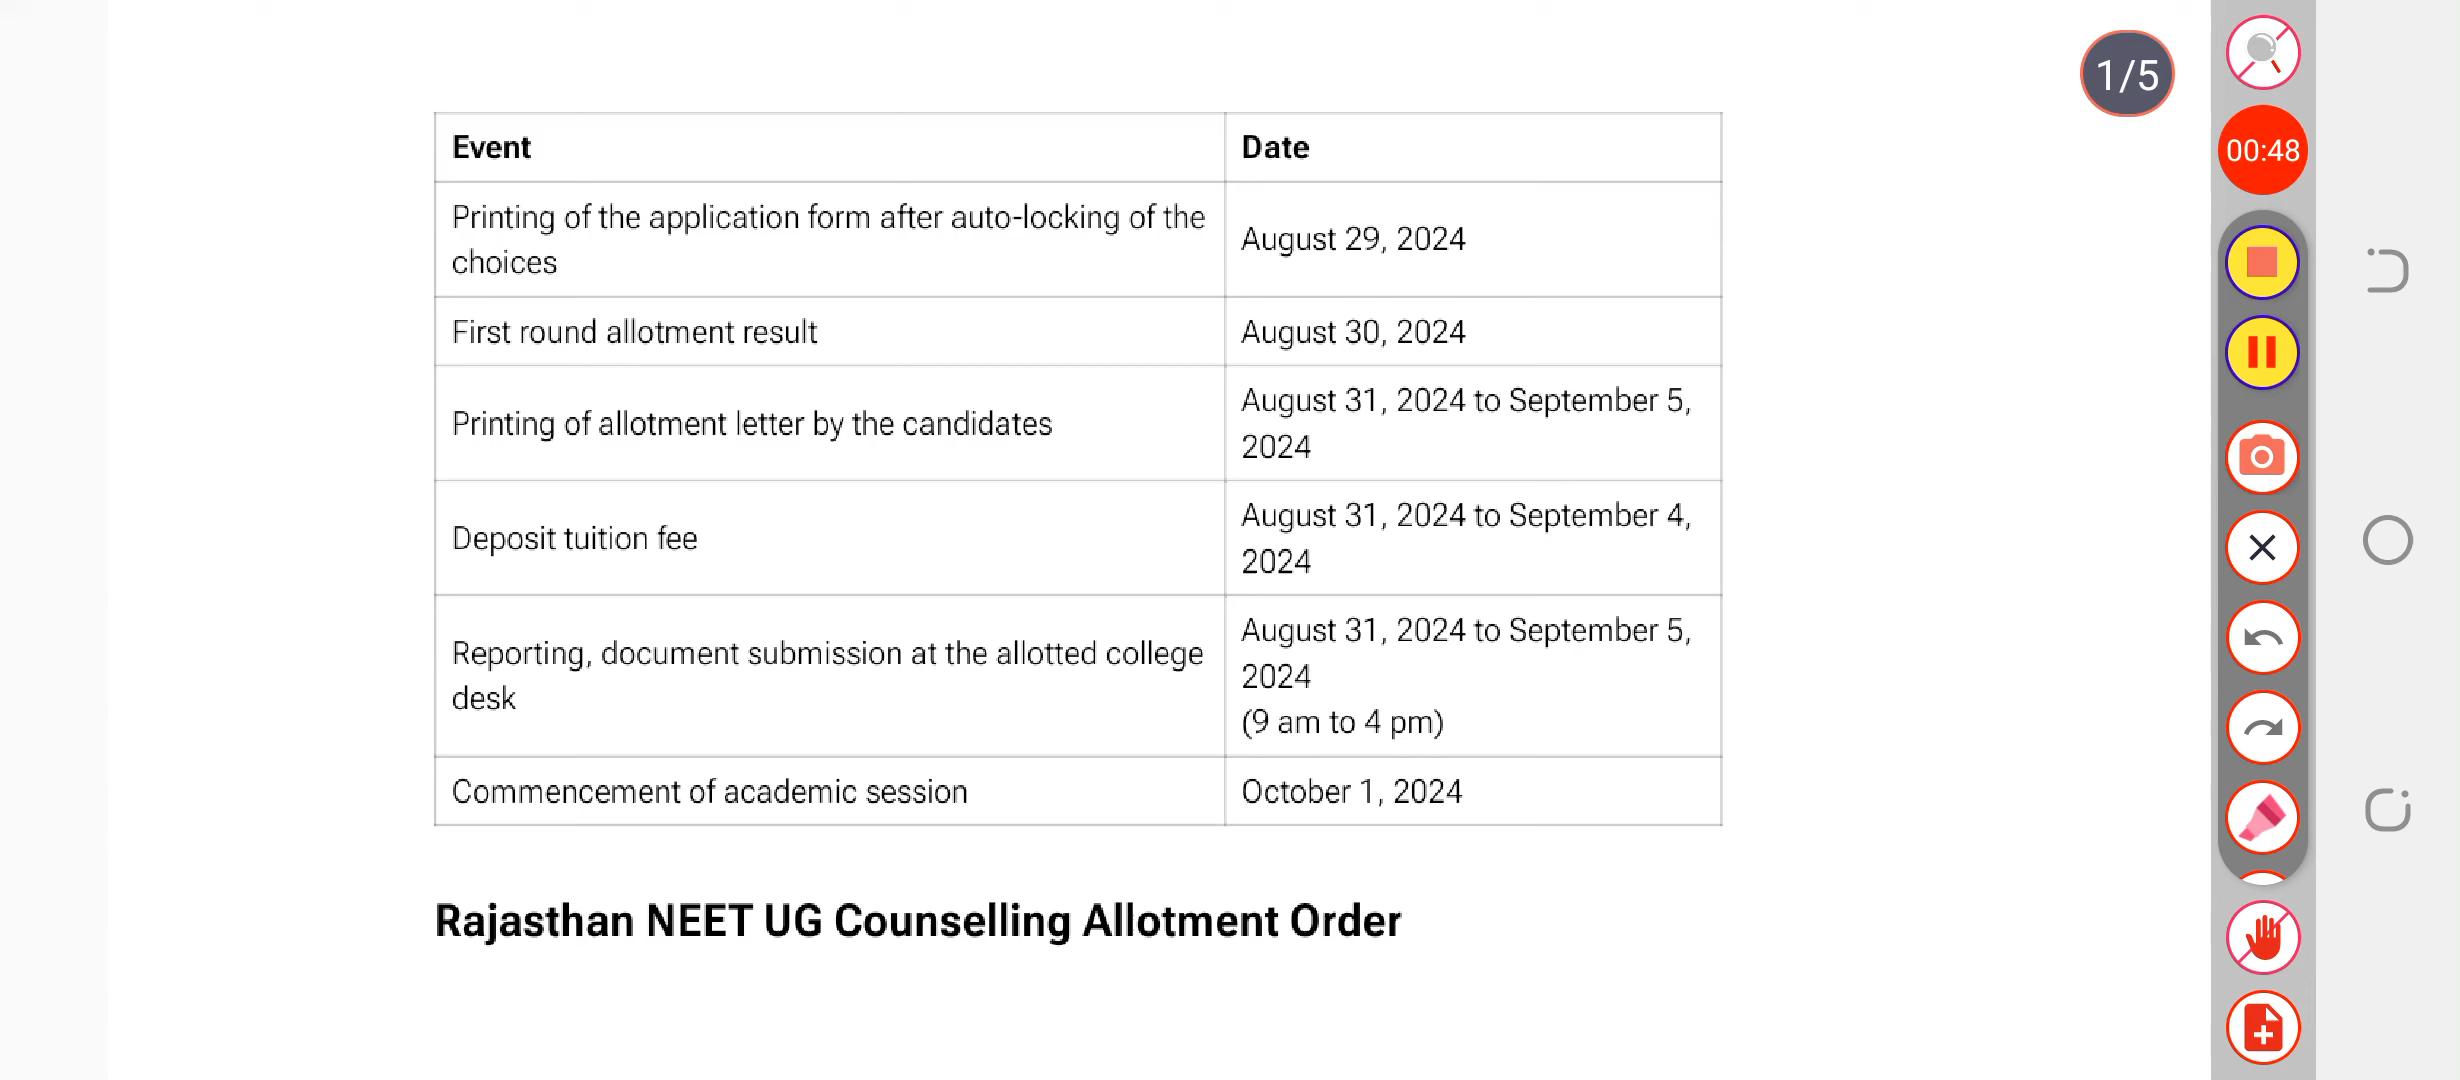 1/5
00:48
Event
Date
Printing of the application form after auto-locking of the
choices
August 29, 2024
First round allotment result
August 30, 2024
Printing of allotment letter by the candidates
August 31, 2024 to September 5,
2024
Deposit tuition fee
August 31, 2024 to September 4,
2024
Reporting, document submission at the allotted college
desk
August 31, 2024 to September 5,
2024
(9 am to 4 pm)
Commencement of academic session
October 1, 2024
Rajasthan NEET UG Counselling Allotment Order